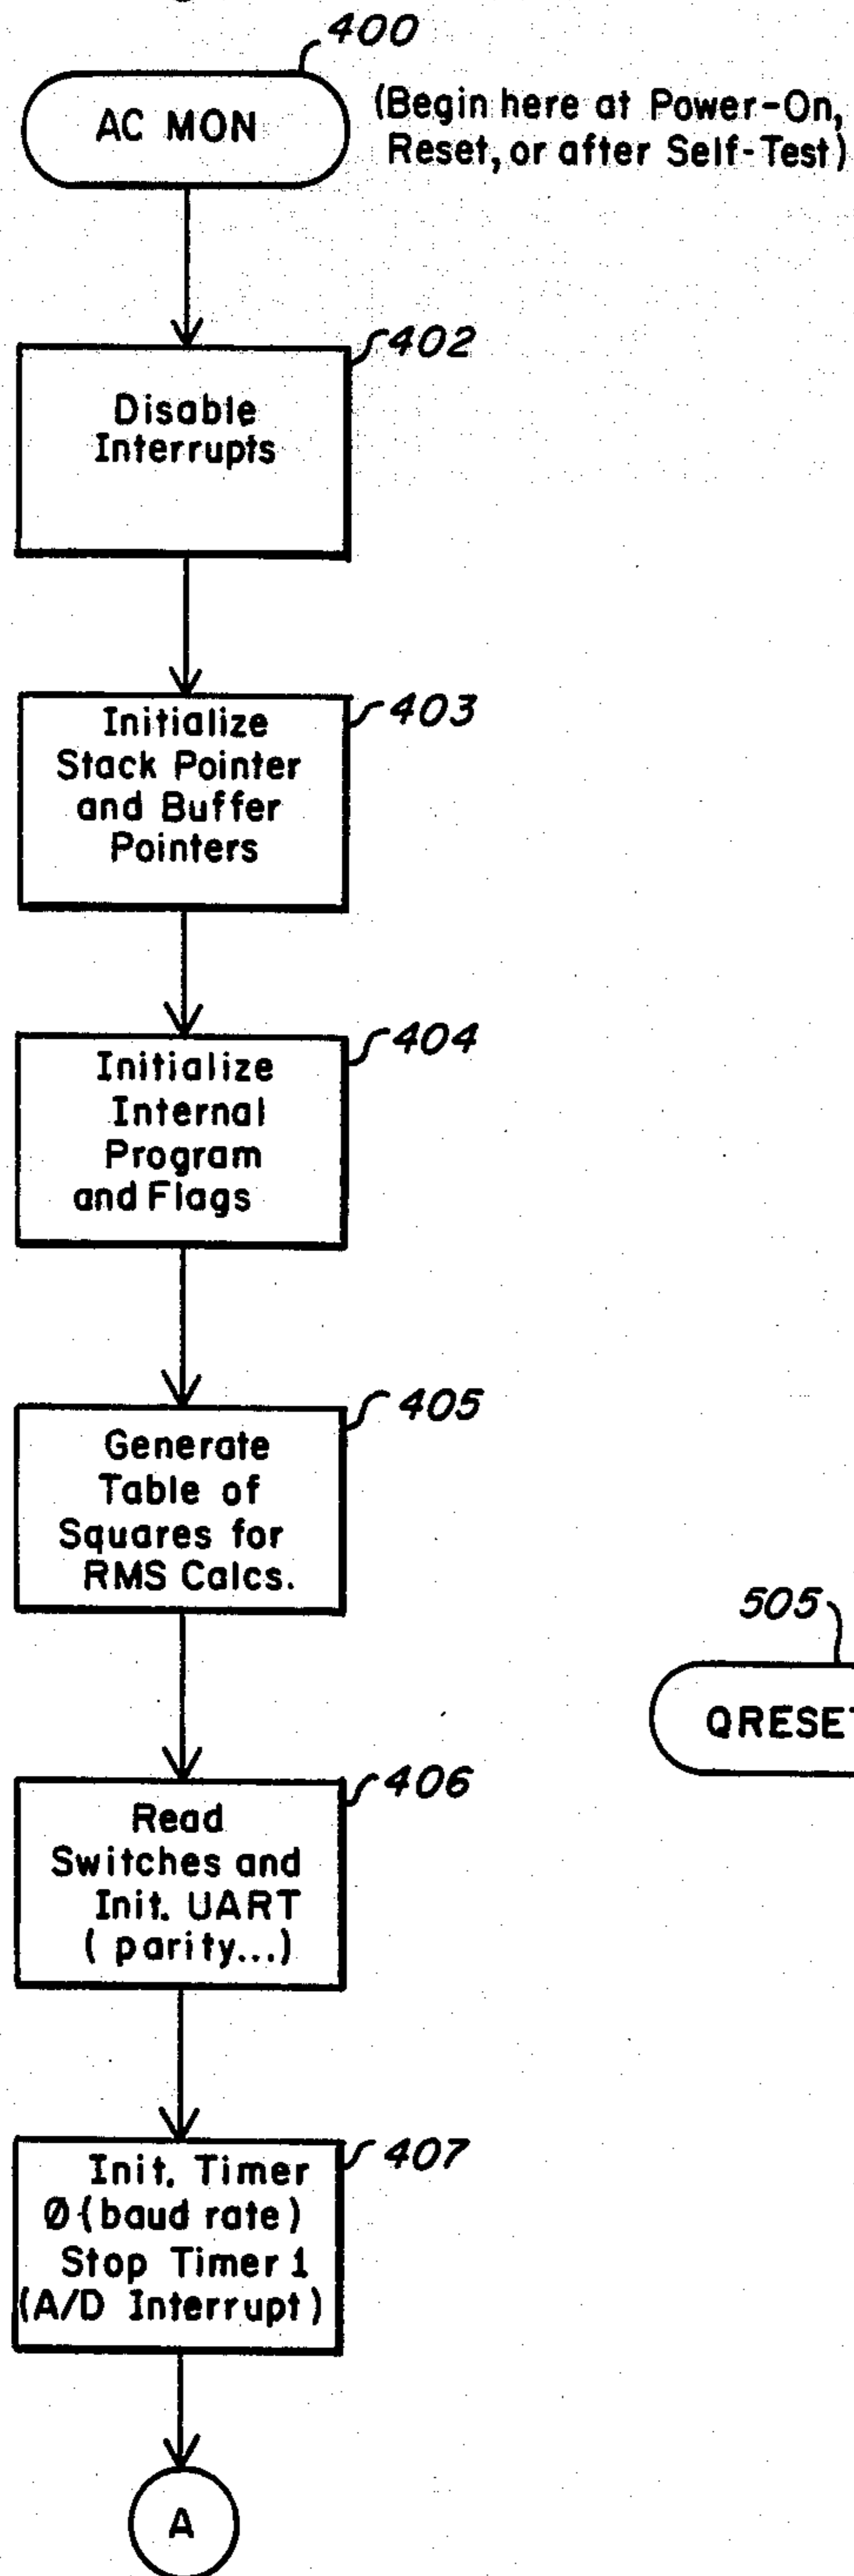 400
AC MON
(Begin here at Power-On,
Reset, or after Self-Test)
402
Disable
Interrupts
403
Initialize
Stack Pointer
and Buffer
Pointers
404
Initialize
Internal
Program
and Flags
405
Generate
Table of
Squares for
RMS Calcs.
505
QRESET
406
Read
Switches and
Init. UART
( parity...)
407
Init. Timer
Ø (baud rate)
Stop Timer 1
(A/D Interrupt)
A